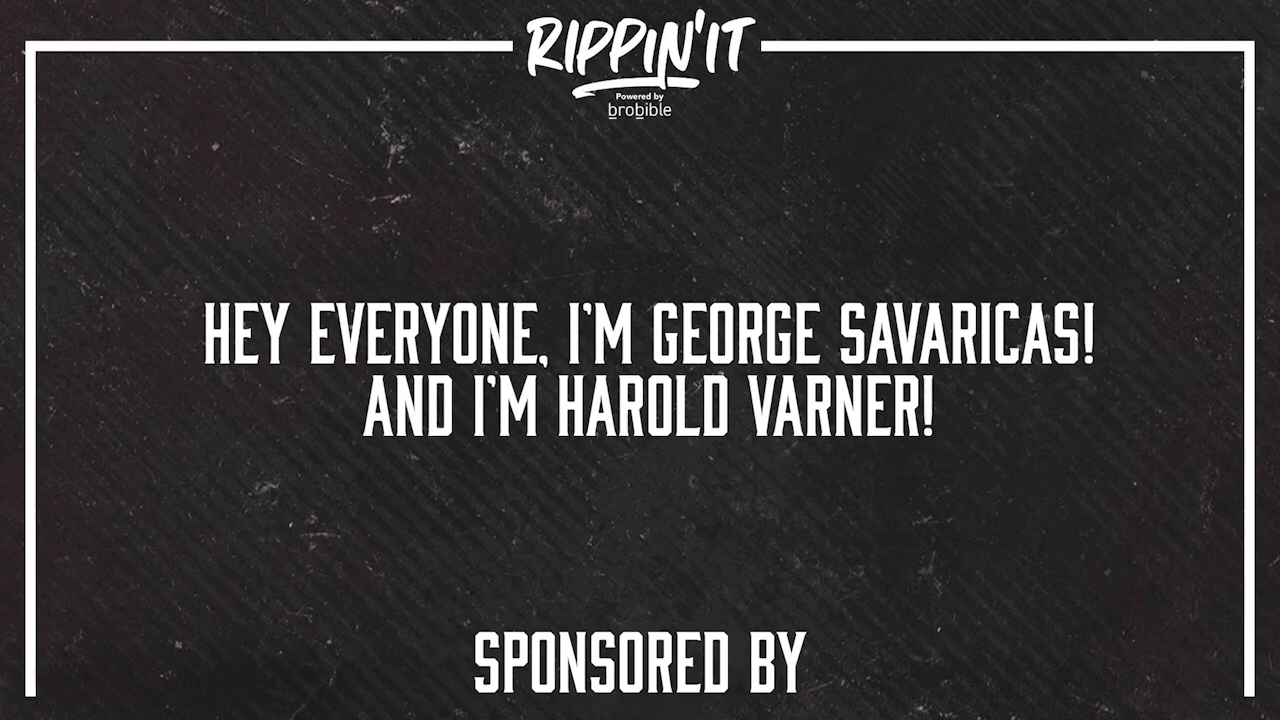 RIPPIN'IT
Powered by
brobible
HEY EVERYONE, I'M GEORGE SAVARICAS!
AND I'M HAROLD VARNER!
SPONSORED BY